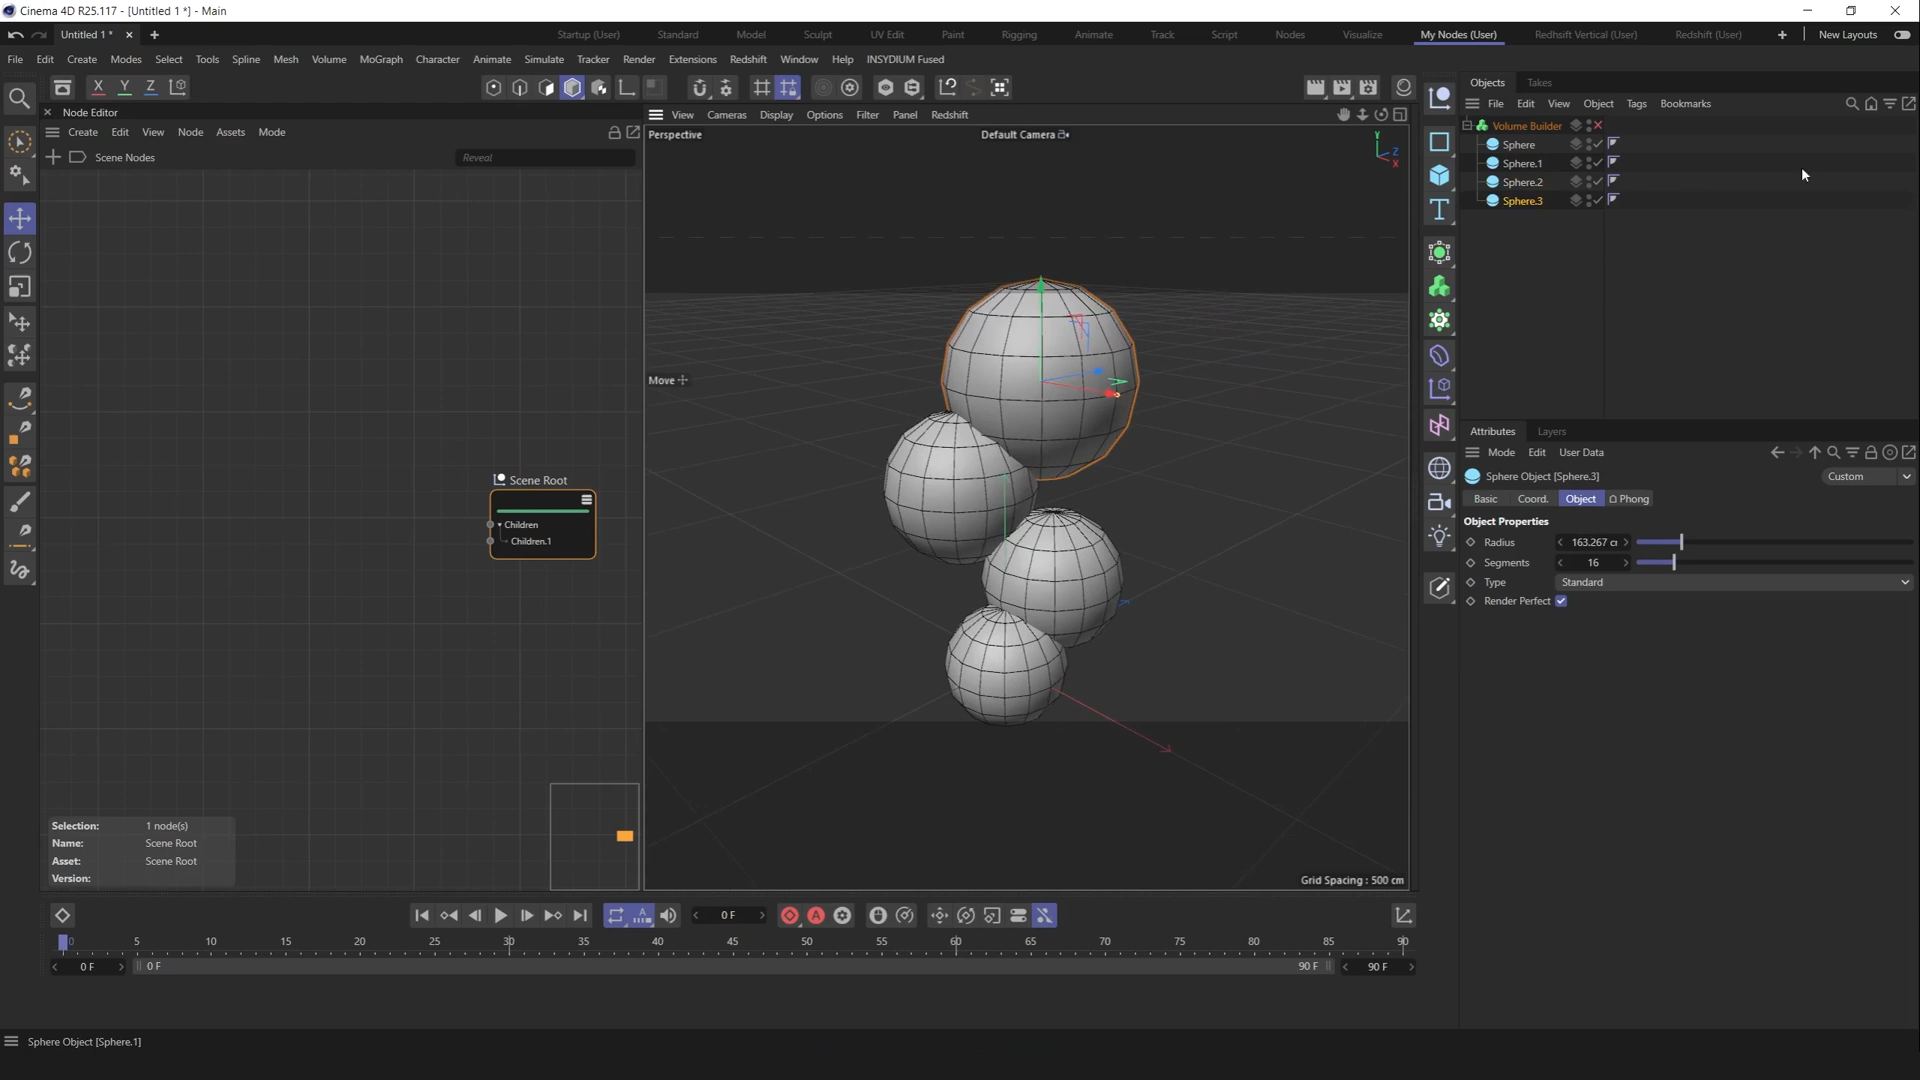 Cinema 4D R25.117 - [Untitled 1 *] - Main
Untitled 1 *
Startup (User)
Standard
Model
Sculpt
UV Edit
Paint
Rigging
Animate
Track
Script
Nodes
Visualize
My Nodes (User)
Redhsift Vertical (User)
Redshift (User)
New Layouts
File Edit Create Modes Select Tools Spline Mesh Volume MoGraph Character Animate Simulate Tracker Render Extensions Redshift Window Help INSYDIUM Fused
X Y Z
Node Editor
Create Edit View Node Assets Mode
Scene Nodes
Reveal
Scene Root
Children
Children.1
Selection: 1 node(s)
Name: Scene Root
Asset: Scene Root
Version:
View Cameras Display Options Filter Panel Redshift
Perspective
Default Camera
Y
Z
X
Move
Grid Spacing : 500 cm
Objects Takes
File Edit View Object Tags Bookmarks
Volume Builder
Sphere
Sphere.1
Sphere.2
Sphere.3
Attributes Layers
Mode Edit User Data
Sphere Object [Sphere.3]
Custom
Basic Coord. Object Phong
Object Properties
Radius 163.267 c
Segments 16
Type Standard
Render Perfect
0 F
0 5 10 15 20 25 30 35 40 45 50 55 60 65 70 75 80 85 90
0 F 0 F 90 F 90 F
Sphere Object [Sphere.1]